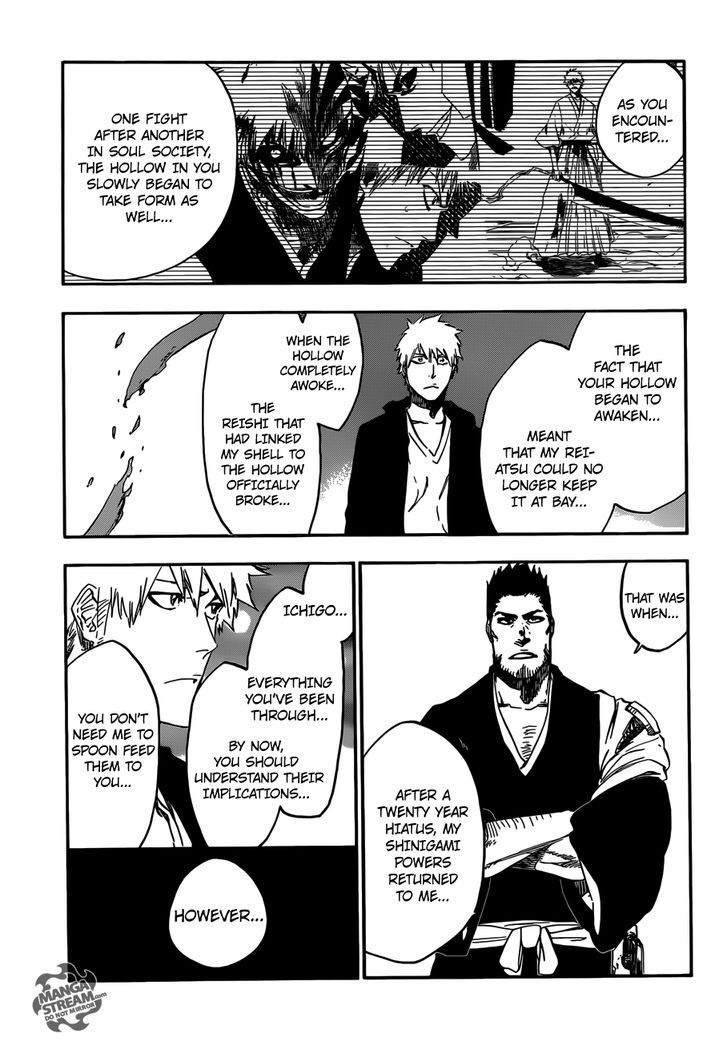 AS YOU
ENCOUN-
TERED...
ONE FIGHT
AFTER ANOTHER
IN SOUL SOCIETY,
THE HOLLOW IN YOU
SLOWLY BEGAN TO
TAKE FORM AS
WELL...
THE
FACT THAT
YOUR HOLLOW
BEGAN TO
AWAKEN...
MEANT
THAT MY REI-
ATSU COULD NO
LONGER KEEP
IT AT BAY...
WHEN THE
HOLLOW
COMPLETELY
AWOKE...
THE
REISHI THAT
HAD LINKED
MY SHELL TO
THE HOLLOW
OFFICIALLY
BROKE...
THAT WAS
WHEN...
AFTER A
TWENTY YEAR
HIATUS, MY
SHINIGAMI
POWERS
RETURNED
TO ME...
ICHIGO...
EVERYTHING
YOU'VE BEEN
THROUGH...
BY NOW,
YOU SHOULD
UNDERSTAND THEIR
IMPLICATIONS...
YOU DON'T
NEED ME TO
SPOON FEED
THEM TO
YOU...
HOWEVER...
MANGA
STREAM.com
DO NOT MIRROR